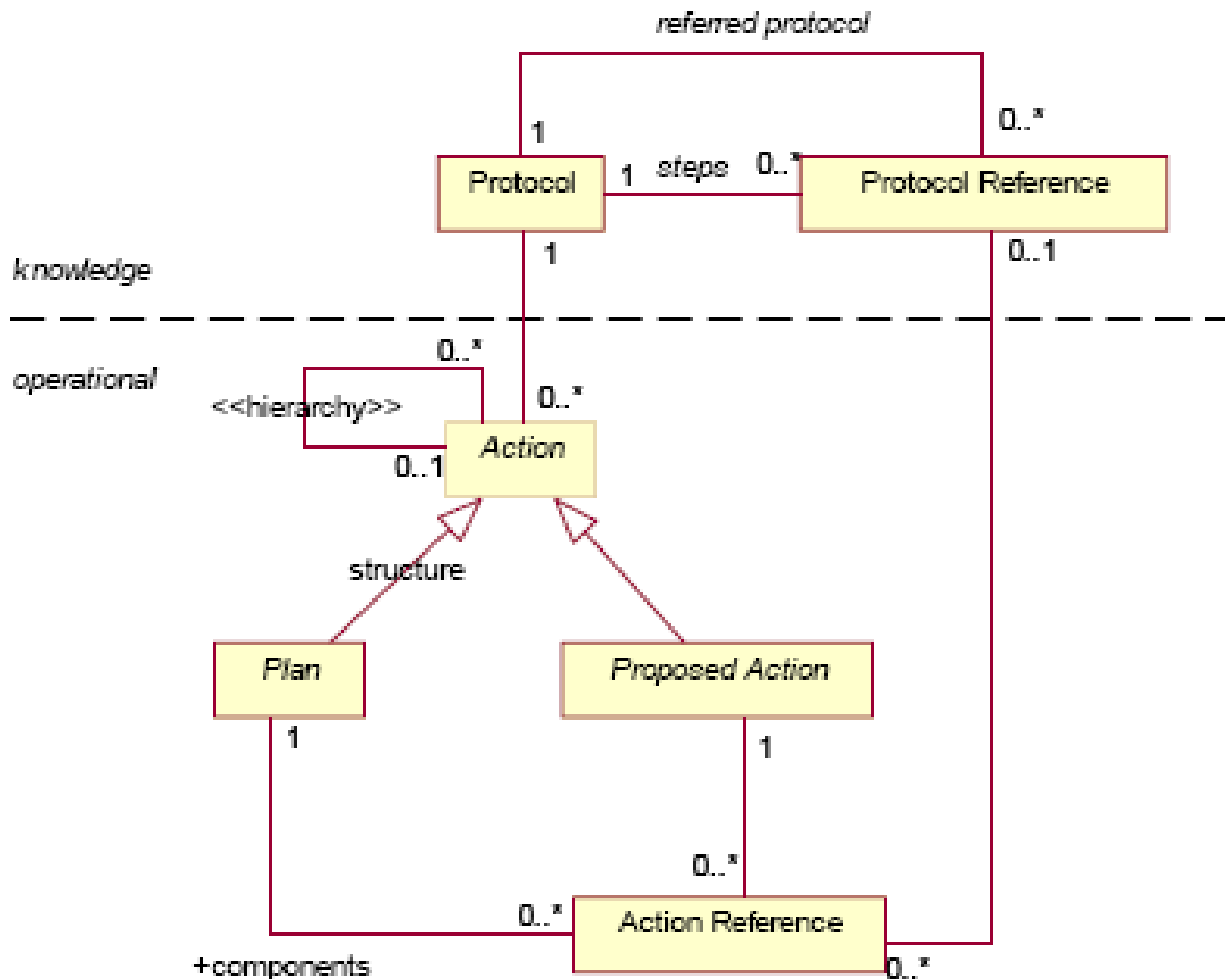 referred protocol
1
0..*
Protocol
1 steps 0..*
Protocol Reference
1
0..1
knowledge
operational
0..*
<<hierarchy>>
0..*
0..1
Action
structure
Plan
Proposed Action
1
1
0..*
0..*
Action Reference
+components
0..*